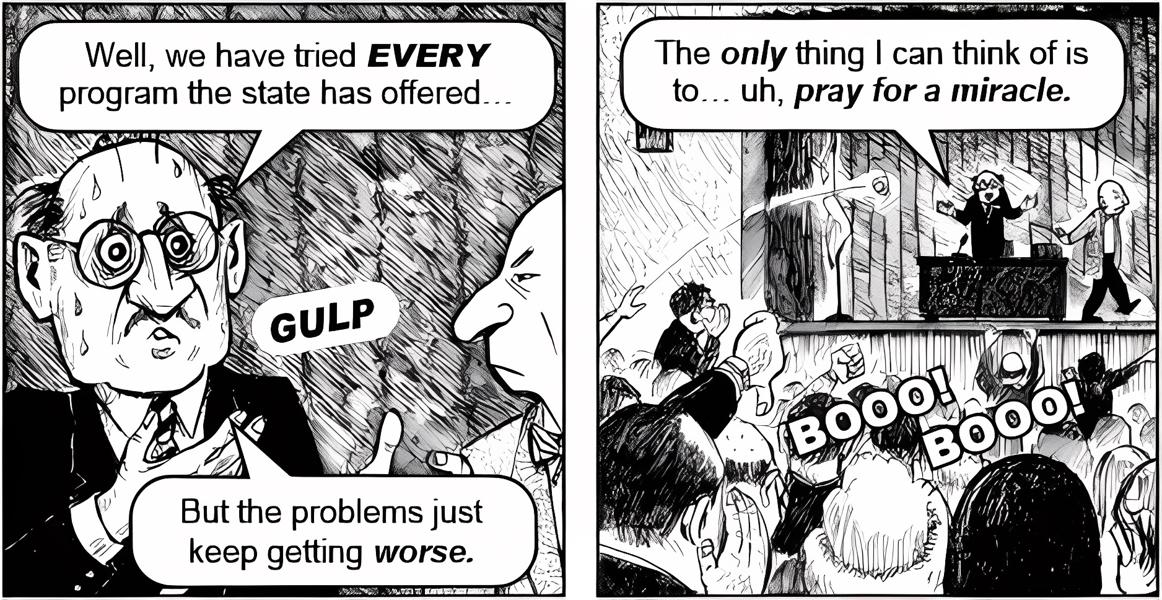 Well, we have tried EVERY
program the state has offered...
GULP
But the problems just
keep getting worse.
The only thing I can think of is
to... uh, pray for a miracle.
BOOO!
BOOO!